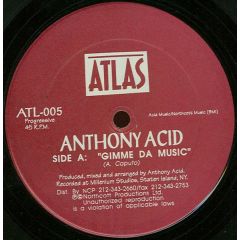 ATLAS
ATL-005
Progressive
45 R.P.M.
Acid Music/Northcott Music (BMI)
ANTHONY ACID
SIDE A: "GIMME DA MUSIC"
(A. Caputo)
Produced, mixed and arranged by Anthony Acid.
Recorded at Millenium Studios, Staten Island, NY.
Dist. By NCP 212-343-2660/fax 212-343-2753
℗©Northcott Productions Ltd.
Unauthorized reproduction
is a violation of applicable laws